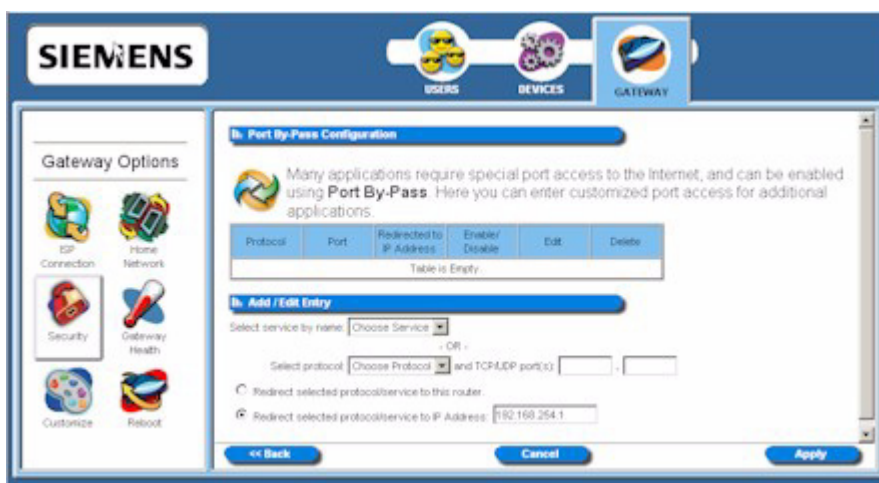 SIEMENS
USERS
DEVICES
GATEWAY
Gateway Options
ISP Connection
Home Network
Security
Gateway Health
Customize
Reboot
Port By-Pass Configuration
Many applications require special port access to the Internet, and can be enabled
using Port By-Pass. Here you can enter customized port access for additional
applications.
Protocol Port Redirected to IP Address Enable/ Disable Edit Delete
Table is Empty.
Add / Edit Entry
Select service by name: Choose Service
- OR -
Select protocol: Choose Protocol and TCP/UDP port(s): -
Redirect selected protocol/service to this router.
Redirect selected protocol/service to IP Address: 192.168.254.1
<< Back Cancel Apply